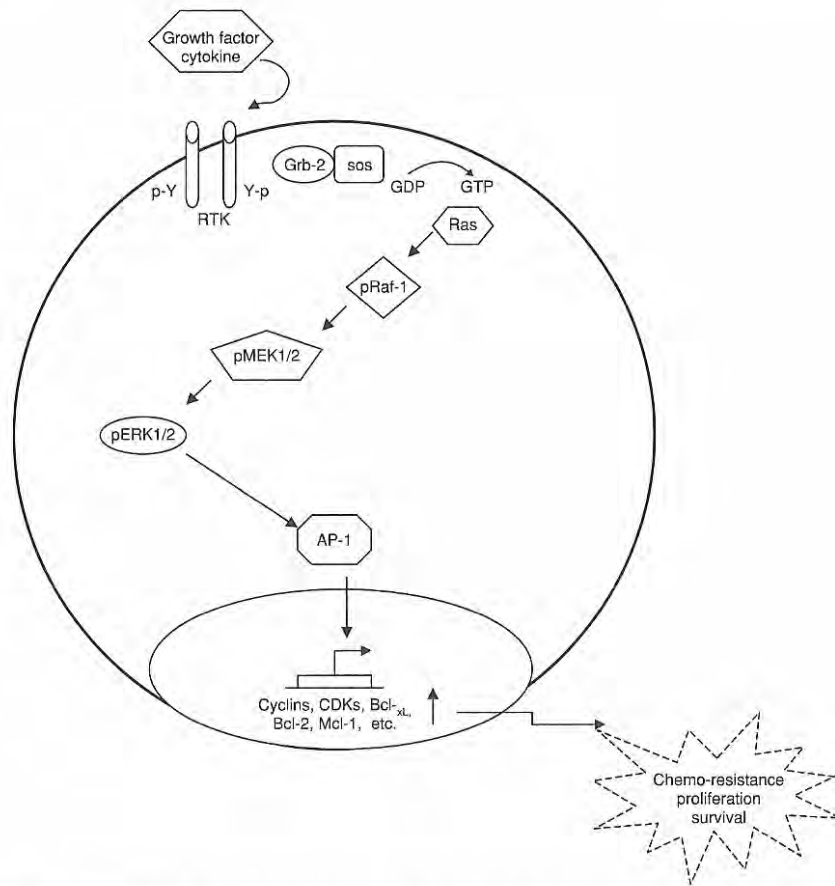 Growth factor
cytokine
p-Y
Y-p
RTK
Grb-2
sos
GDP
GTP
Ras
pRaf-1
pMEK1/2
pERK1/2
AP-1
Cyclins, CDKs, Bcl-xL,
Bcl-2, Mcl-1, etc.
Chemo-resistance
proliferation
survival